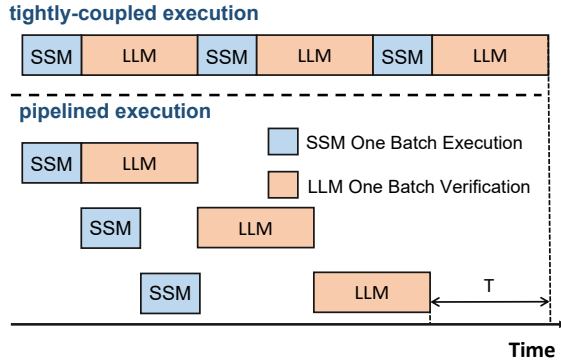 tightly-coupled execution
SSM LLM SSM LLM SSM LLM
pipelined execution
SSM One Batch Execution
SSM LLM
LLM One Batch Verification
SSM LLM
SSM LLM T
Time